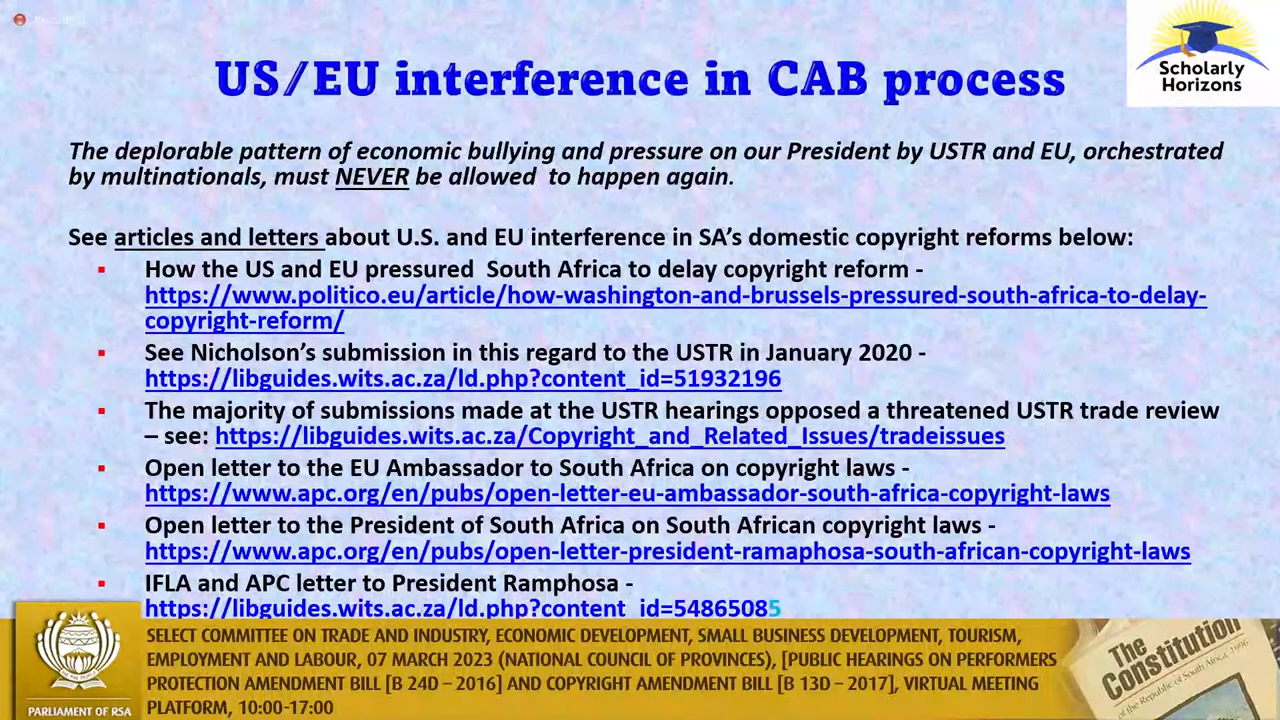 US/EU interference in CAB process
Scholarly
Horizons
The deplorable pattern of economic bullying and pressure on our President by USTR and EU, orchestrated
by multinationals, must NEVER be allowed to happen again.
See articles and letters about U.S. and EU interference in SA’s domestic copyright reforms below:
▪ How the US and EU pressured South Africa to delay copyright reform -
https://www.politico.eu/article/how-washington-and-brussels-pressured-south-africa-to-delay-
copyright-reform/
▪ See Nicholson’s submission in this regard to the USTR in January 2020 -
https://libguides.wits.ac.za/ld.php?content_id=51932196
▪ The majority of submissions made at the USTR hearings opposed a threatened USTR trade review
– see: https://libguides.wits.ac.za/Copyright_and_Related_Issues/tradeissues
▪ Open letter to the EU Ambassador to South Africa on copyright laws -
https://www.apc.org/en/pubs/open-letter-eu-ambassador-south-africa-copyright-laws
▪ Open letter to the President of South Africa on South African copyright laws -
https://www.apc.org/en/pubs/open-letter-president-ramaphosa-south-african-copyright-laws
▪ IFLA and APC letter to President Ramphosa -
https://libguides.wits.ac.za/ld.php?content_id=54865085
SELECT COMMITTEE ON TRADE AND INDUSTRY, ECONOMIC DEVELOPMENT, SMALL BUSINESS DEVELOPMENT, TOURISM,
EMPLOYMENT AND LABOUR, 07 MARCH 2023 (NATIONAL COUNCIL OF PROVINCES), [PUBLIC HEARINGS ON PERFORMERS
PROTECTION AMENDMENT BILL [B 24D – 2016] AND COPYRIGHT AMENDMENT BILL [B 13D – 2017], VIRTUAL MEETING
PLATFORM, 10:00-17:00
PARLIAMENT OF RSA
The
Constitution
of the Republic of South Africa, 1996